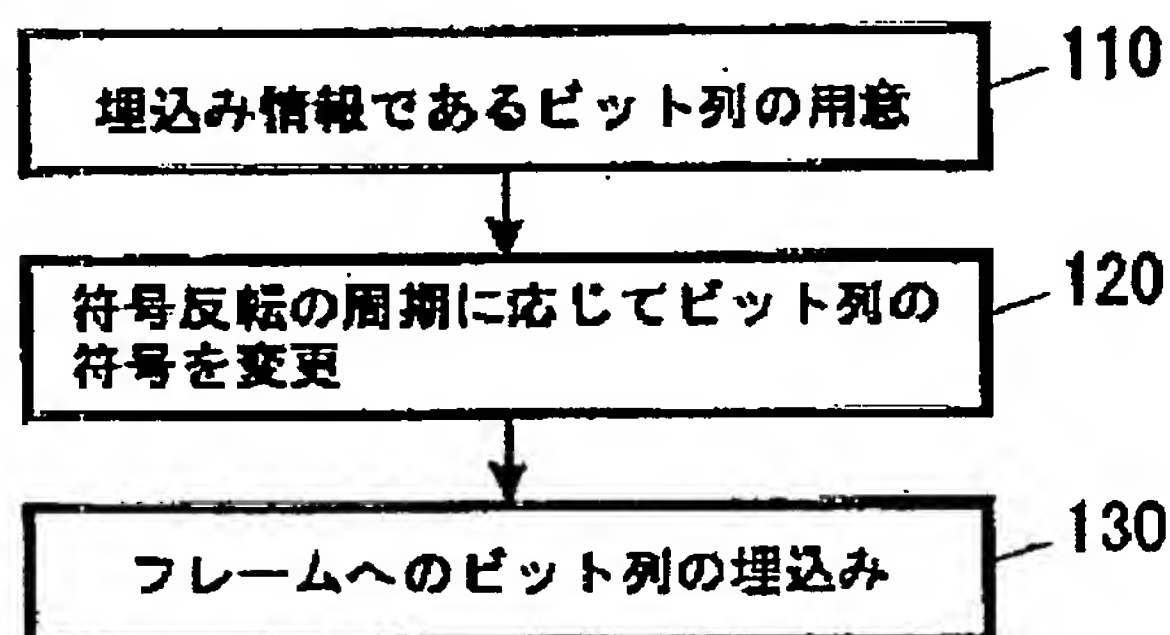 埋込み情報であるビット列の用意
110
符号反転の周期に応じてビット列の
符号を変更
120
フレームへのビット列の埋込み
130